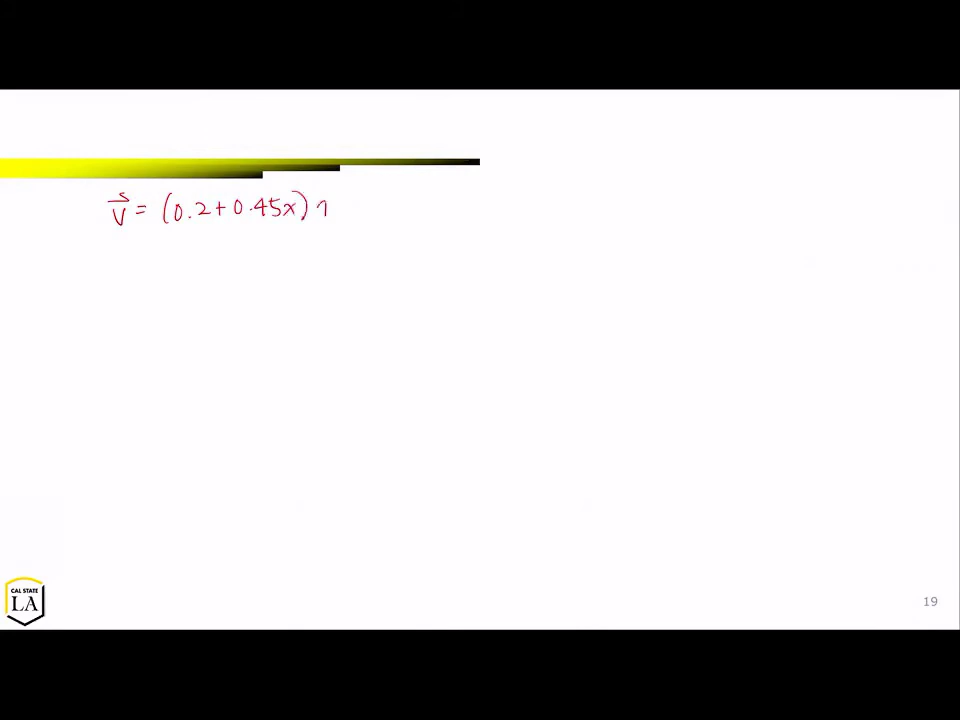 V⃗ = (0.2 + 0.45x) 
CAL STATE
LA
19